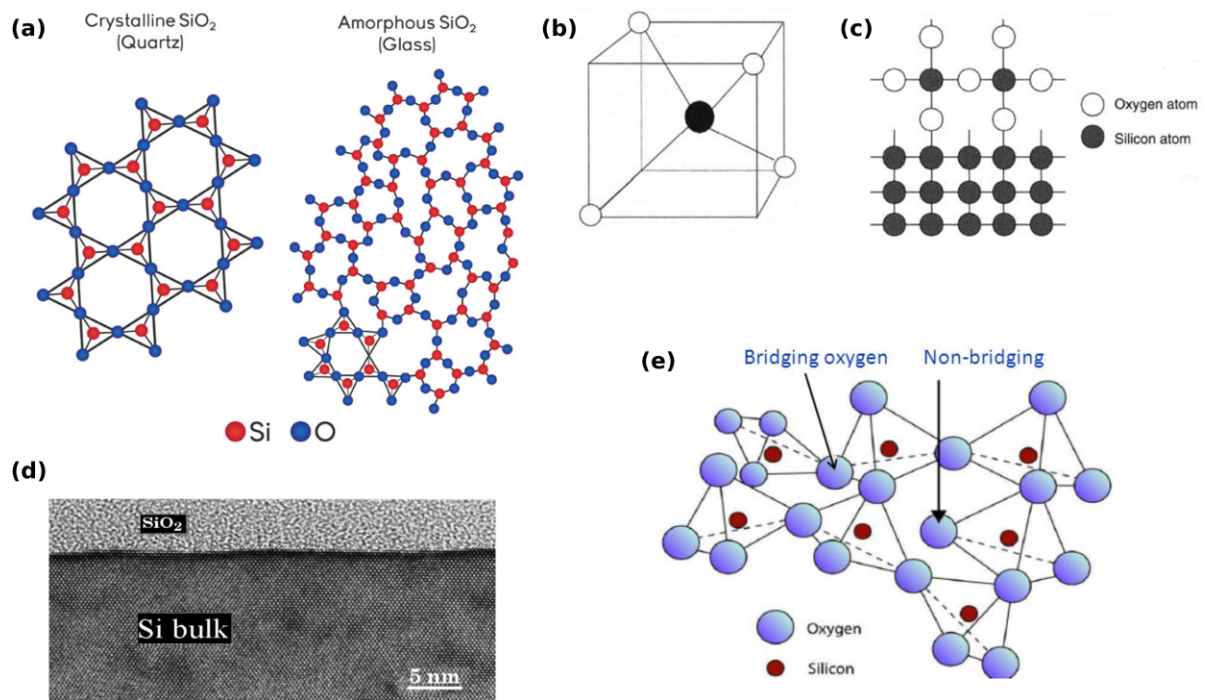 (a)
Crystalline SiO₂
(Quartz)
Amorphous SiO₂
(Glass)
Si
O
(b)
(c)
Oxygen atom
Silicon atom
(d)
SiO₂
Si bulk
5 nm
(e)
Bridging oxygen
Non-bridging
Oxygen
Silicon